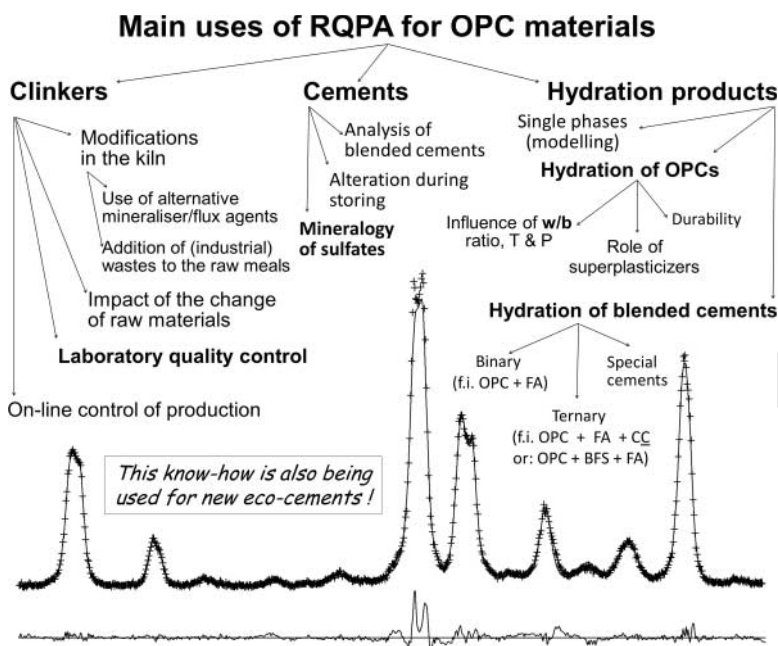 Main uses of RQPA for OPC materials
Clinkers
Modifications
in the kiln
Use of alternative
mineraliser/flux agents
Addition of (industrial)
wastes to the raw meals
Impact of the change
of raw materials
Laboratory quality control
On-line control of production
Cements
Analysis of
blended cements
Alteration during
storing
Mineralogy
of sulfates
Hydration products
Single phases
(modelling)
Hydration of OPCs
Influence of w/b
ratio, T & P
Role of
superplasticizers
Durability
Hydration of blended cements
Binary
(f.i. OPC + FA)
Ternary
(f.i. OPC + FA + CC
or: OPC + BFS + FA)
Special
cements
This know-how is also being
used for new eco-cements !